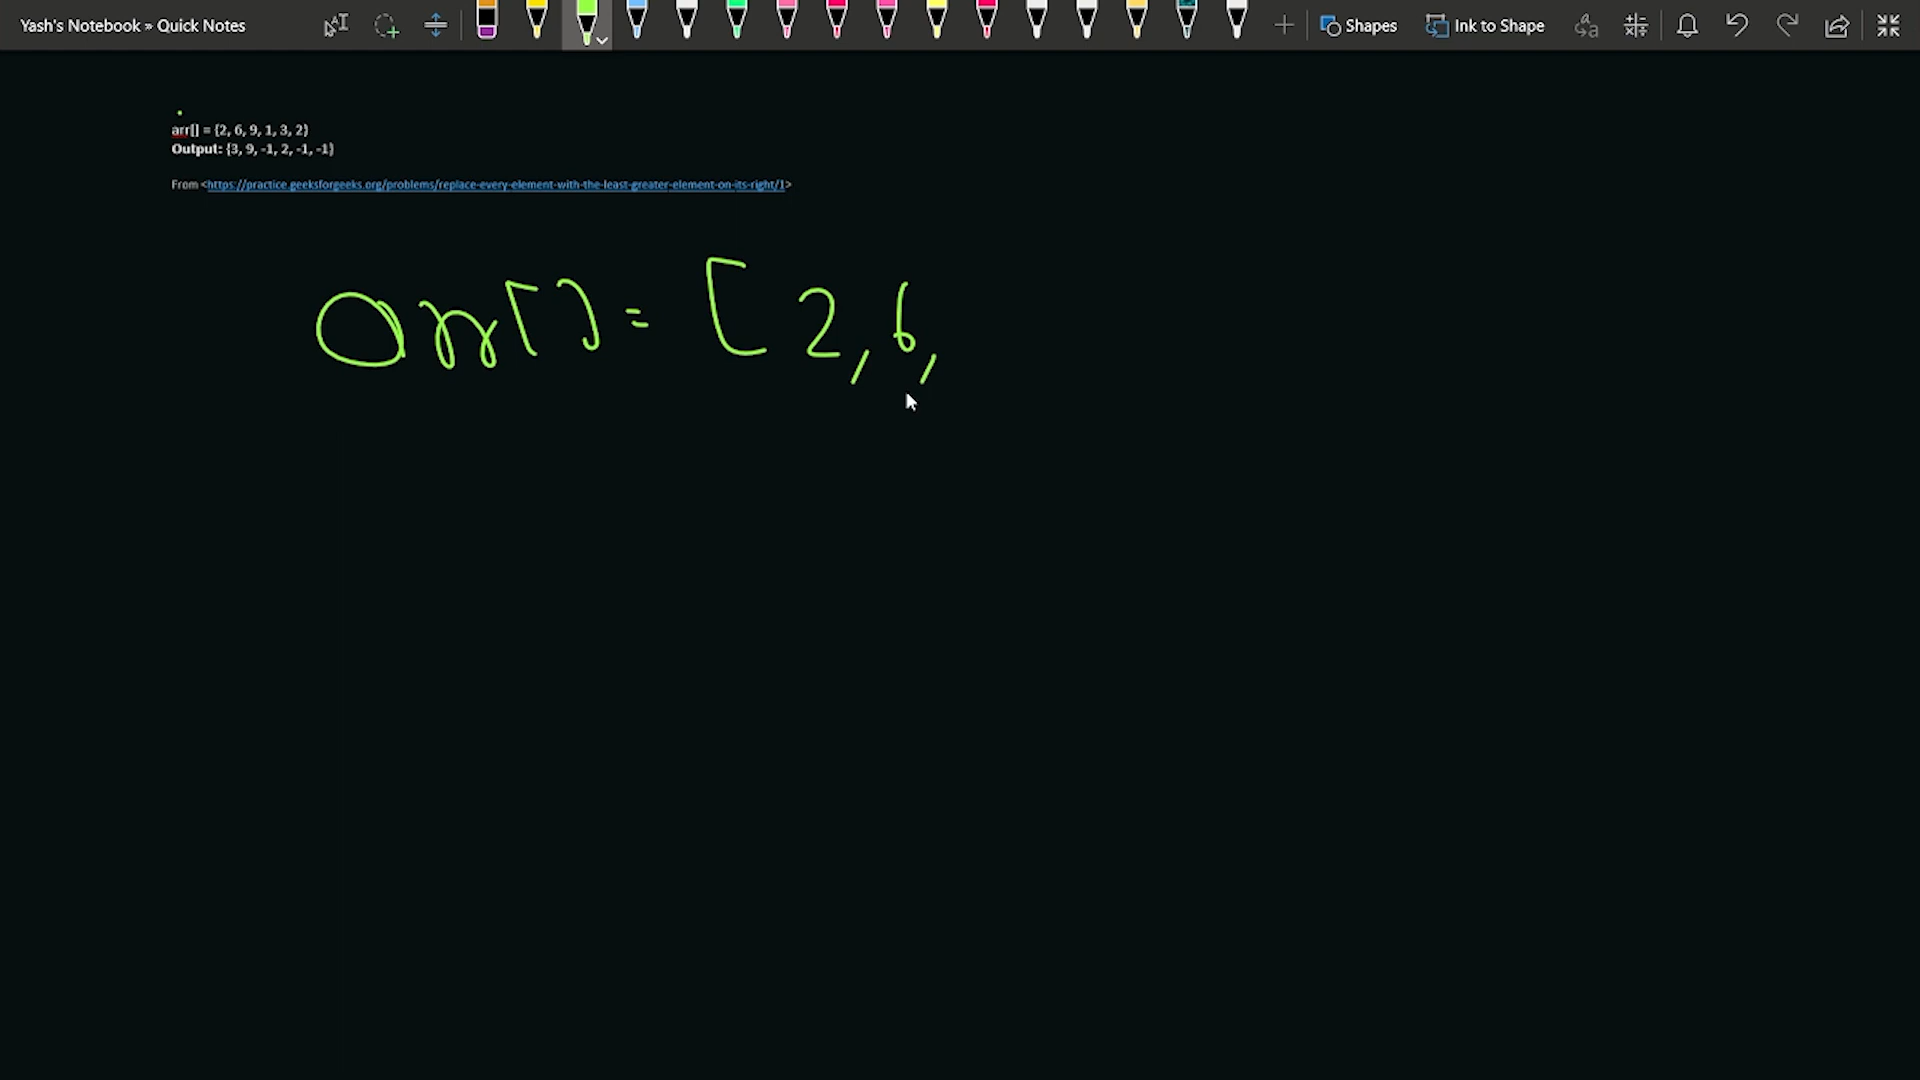 Yash's Notebook » Quick Notes
Shapes
Ink to Shape
arr[] = {2, 6, 9, 1, 3, 2}
Output: {3, 9, -1, 2, -1, -1}
From <https://practice.geeksforgeeks.org/problems/replace-every-element-with-the-least-greater-element-on-its-right/1>
arr[] = [ 2, 6,